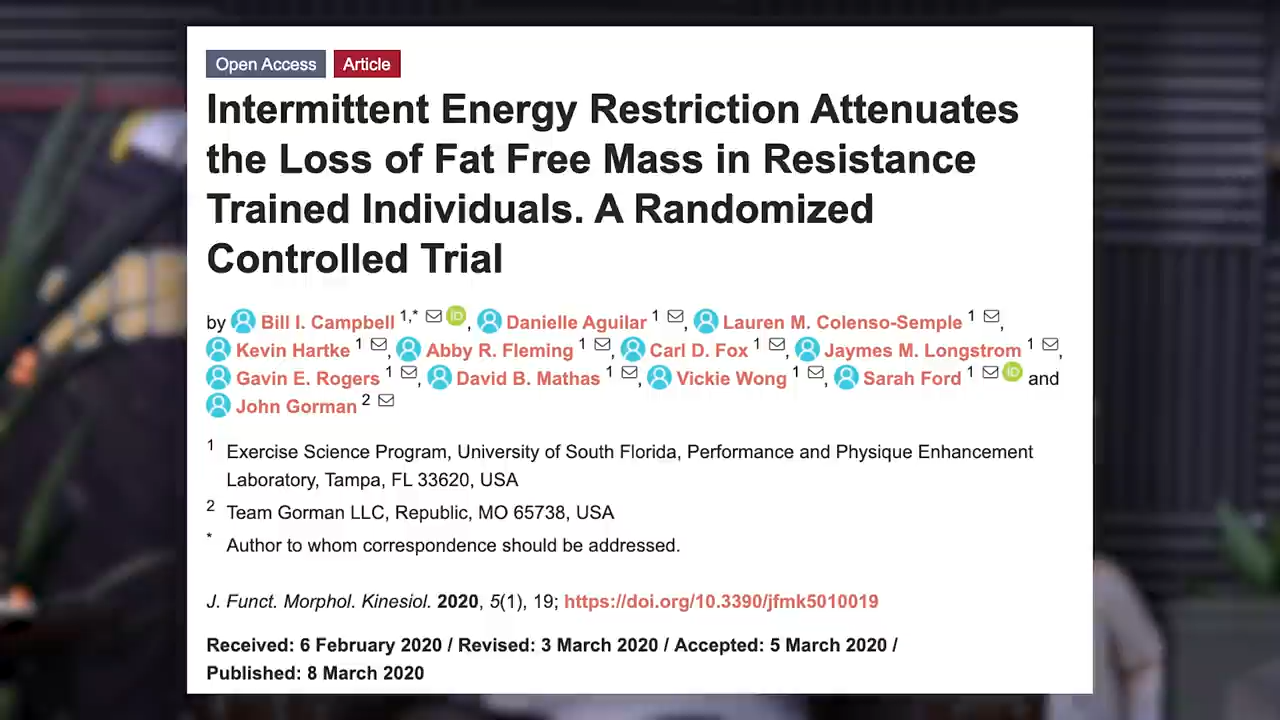 Open Access Article
Intermittent Energy Restriction Attenuates
the Loss of Fat Free Mass in Resistance
Trained Individuals. A Randomized
Controlled Trial
by Bill I. Campbell 1,* iD, Danielle Aguilar 1, Lauren M. Colenso-Semple 1,
Kevin Hartke 1, Abby R. Fleming 1, Carl D. Fox 1, Jaymes M. Longstrom 1,
Gavin E. Rogers 1, David B. Mathas 1, Vickie Wong 1, Sarah Ford 1 iD and
John Gorman 2
1 Exercise Science Program, University of South Florida, Performance and Physique Enhancement
Laboratory, Tampa, FL 33620, USA
2 Team Gorman LLC, Republic, MO 65738, USA
* Author to whom correspondence should be addressed.
J. Funct. Morphol. Kinesiol. 2020, 5(1), 19; https://doi.org/10.3390/jfmk5010019
Received: 6 February 2020 / Revised: 3 March 2020 / Accepted: 5 March 2020 /
Published: 8 March 2020